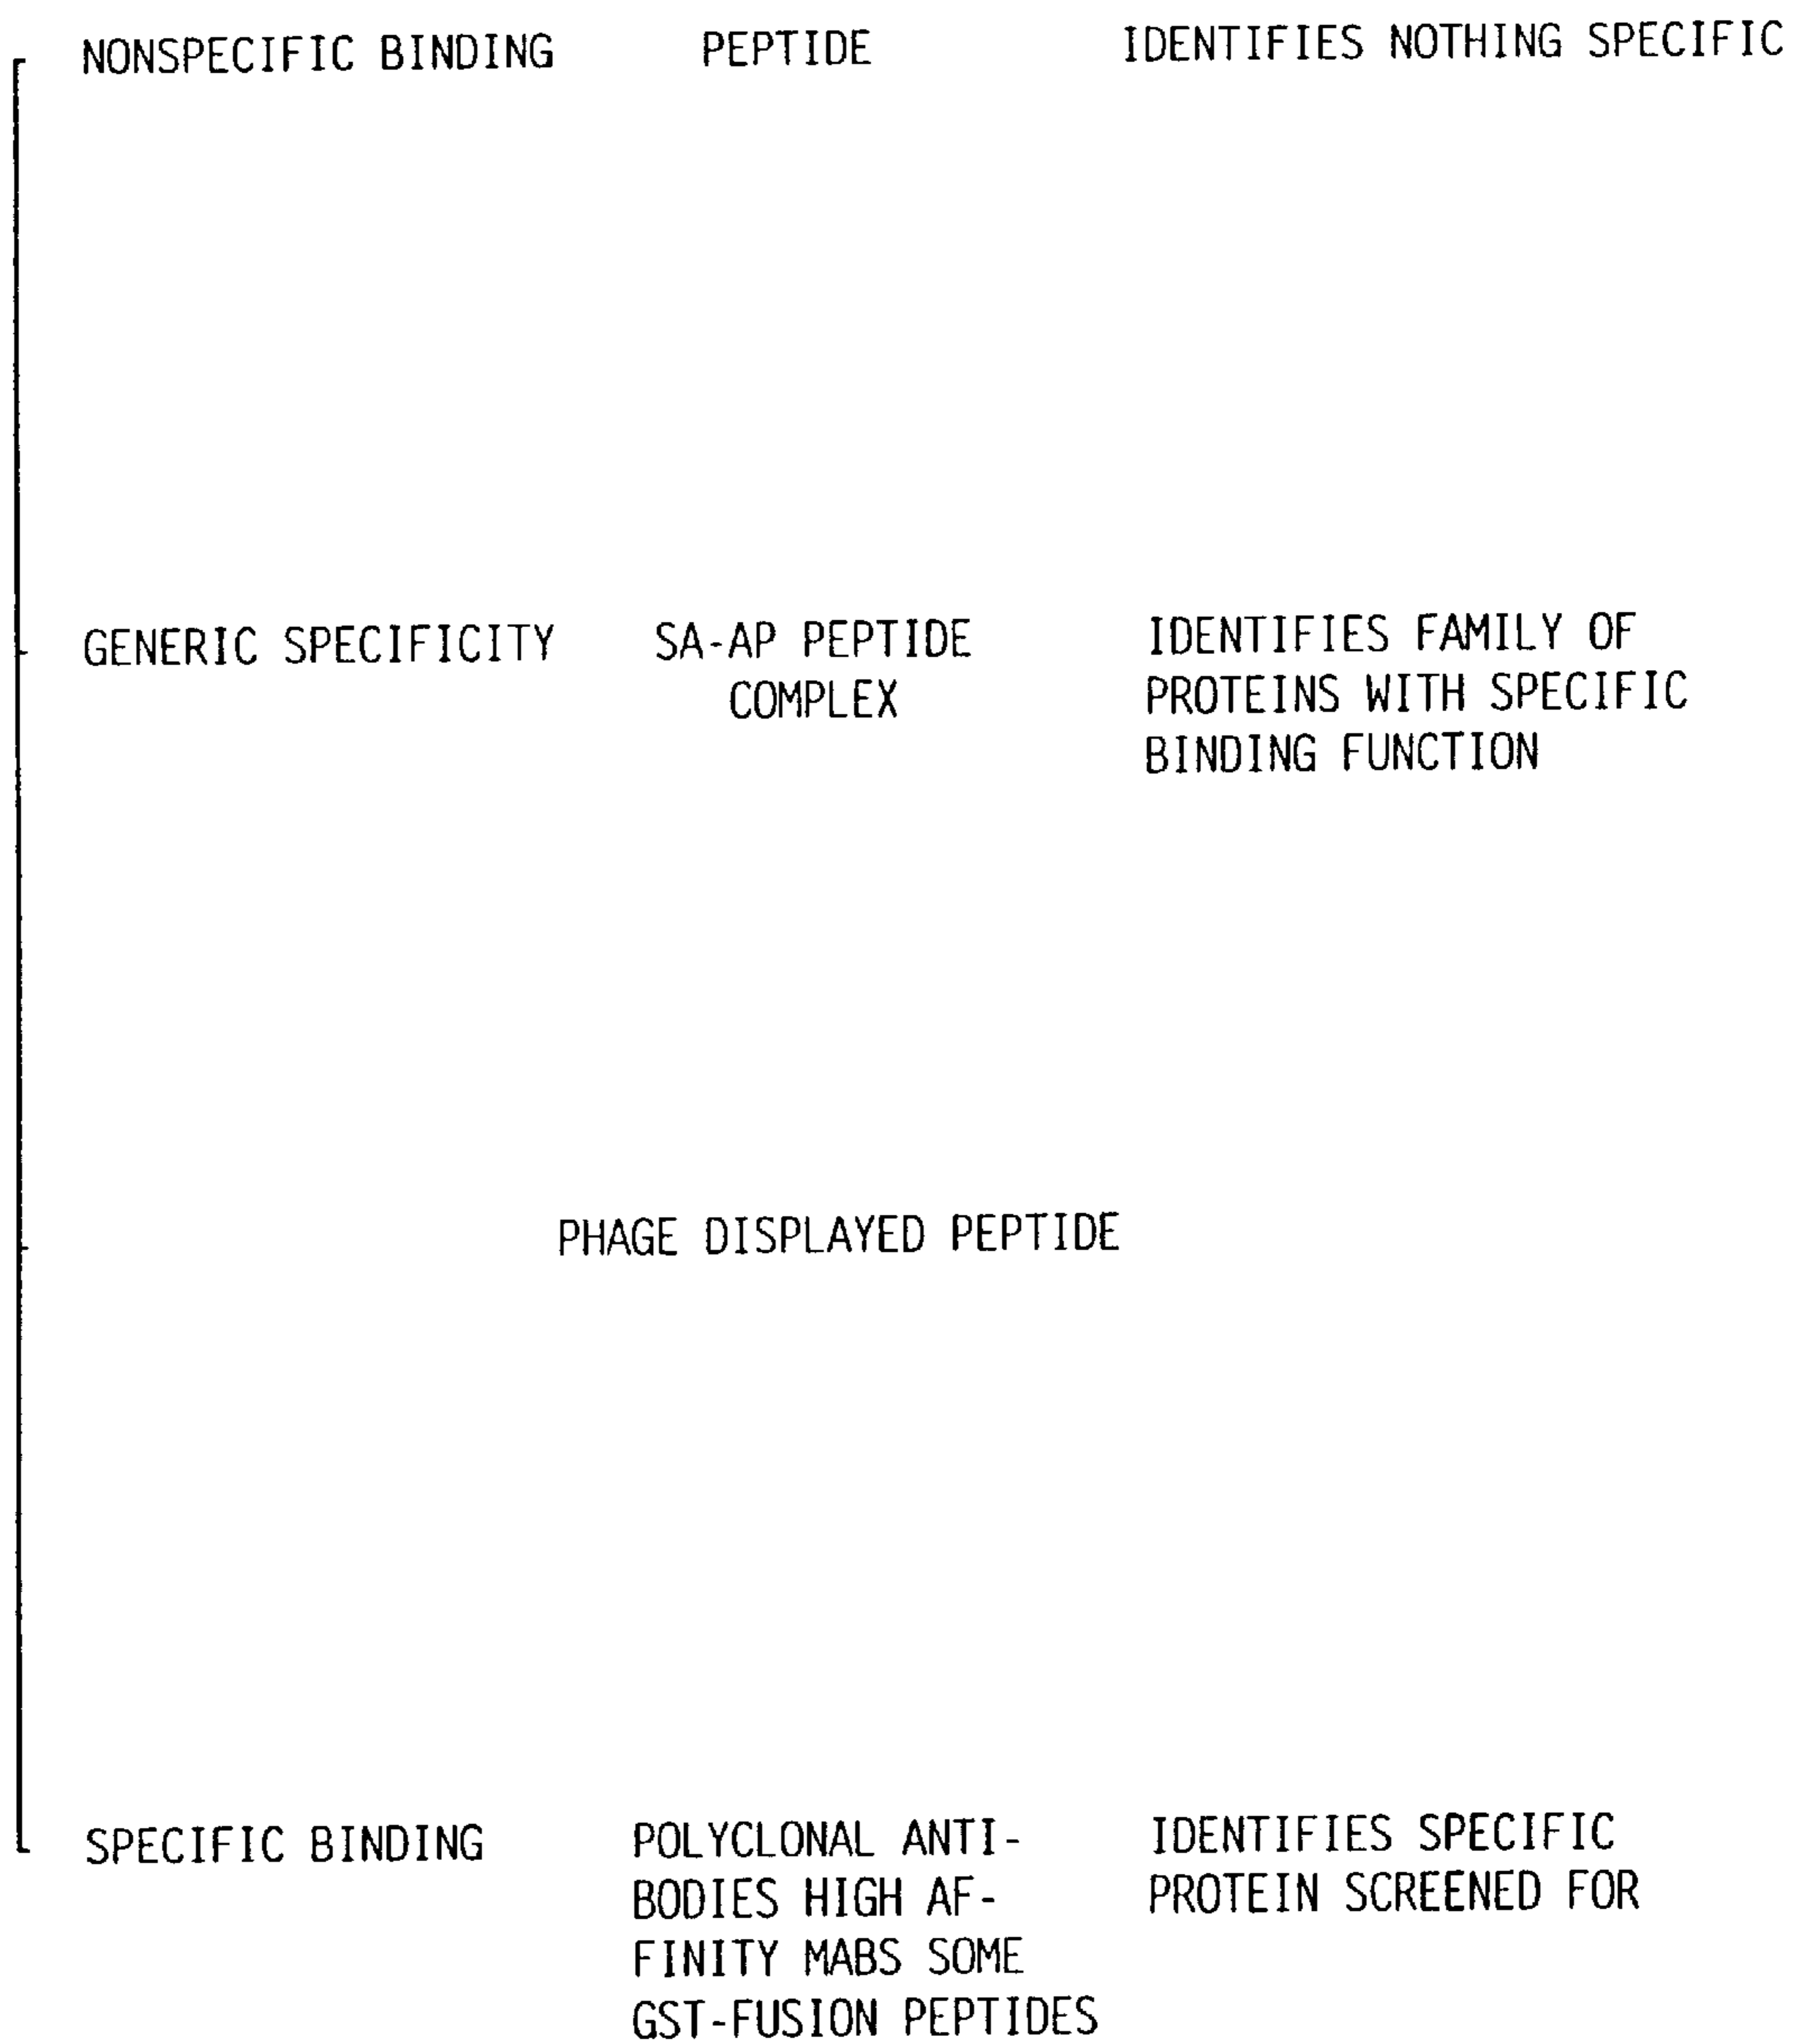 NONSPECIFIC BINDING PEPTIDE IDENTIFIES NOTHING SPECIFIC
GENERIC SPECIFICITY SA-AP PEPTIDE IDENTIFIES FAMILY OF
COMPLEX PROTEINS WITH SPECIFIC
BINDING FUNCTION
PHAGE DISPLAYED PEPTIDE
SPECIFIC BINDING POLYCLONAL ANTI- IDENTIFIES SPECIFIC
BODIES HIGH AF- PROTEIN SCREENED FOR
FINITY MABS SOME
GST-FUSION PEPTIDES